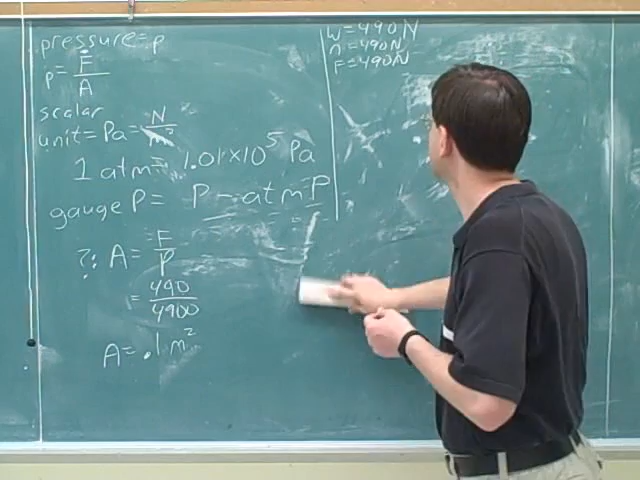 pressure = p
p = F/A
scalar
unit = Pa = N/m²
1 atm = 1.01×10⁵ Pa
gauge P = P - atm P
?: A = F/P
= 490/4900
A = .1 m²
W = 490 N
n = 490 N
F = 490 N